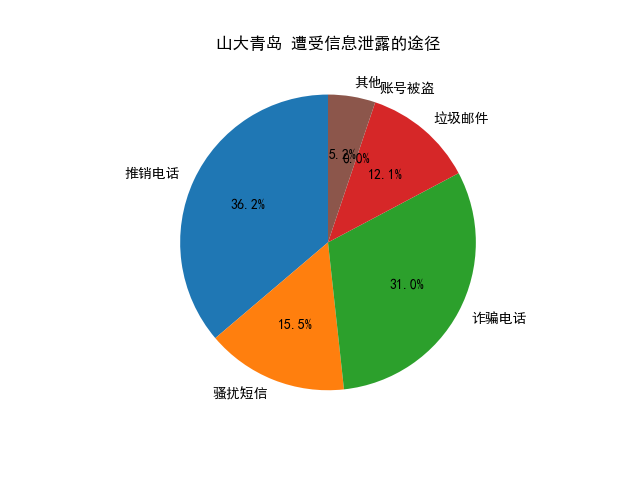 山大青岛 遭受信息泄露的途径
其他
账号被盗
垃圾邮件
推销电话
诈骗电话
骚扰短信
5.2%
0.0%
12.1%
36.2%
31.0%
15.5%